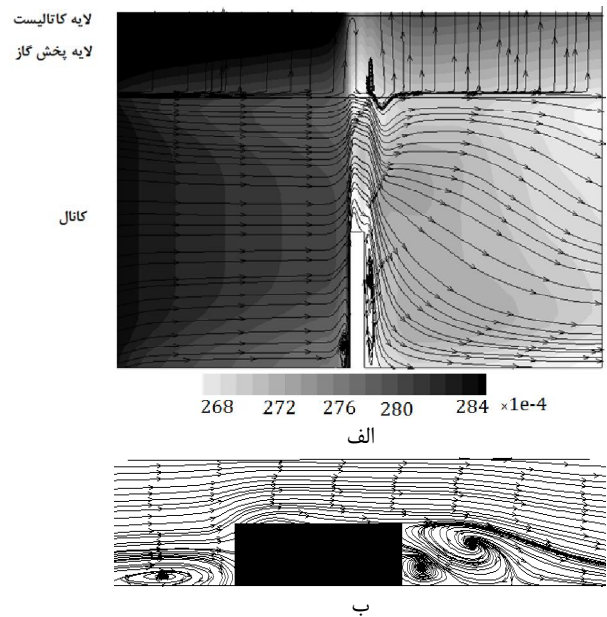 لایه کاتالیست
لایه پخش گاز
کانال
268 272 276 280 284 ×1e-4
الف
ب